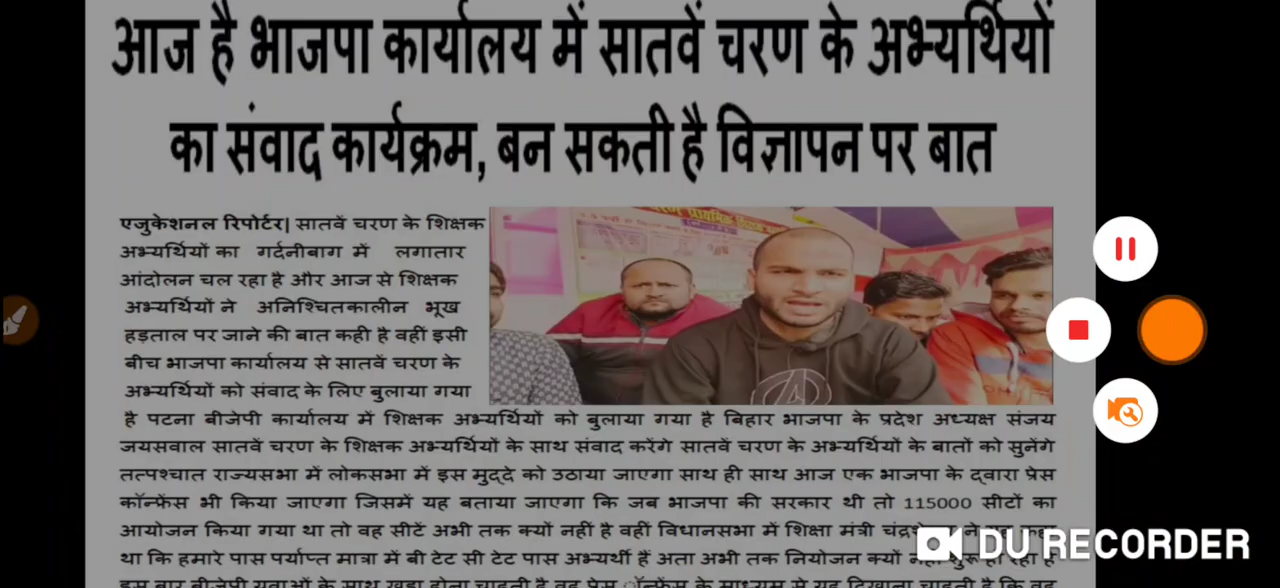 आज है भाजपा कार्यालय में सातवें चरण के अभ्यर्थियों
का संवाद कार्यक्रम, बन सकती है विज्ञापन पर बात
एजुकेशनल रिपोर्टर| सातवें चरण के शिक्षक
अभ्यर्थियों का गर्दनीबाग में लगातार
आंदोलन चल रहा है और आज से शिक्षक
अभ्यर्थियों ने अनिश्चितकालीन भूख
हड़ताल पर जाने की बात कही है वहीं इसी
बीच भाजपा कार्यालय से सातवें चरण के
अभ्यर्थियों को संवाद के लिए बुलाया गया
है पटना बीजेपी कार्यालय में शिक्षक अभ्यर्थियों को बुलाया गया है बिहार भाजपा के प्रदेश अध्यक्ष संजय
जयसवाल सातवें चरण के शिक्षक अभ्यर्थियों के साथ संवाद करेंगे सातवें चरण के अभ्यर्थियों के बातों को सुनेंगे
तत्पश्चात राज्यसभा में लोकसभा में इस मुद्दे को उठाया जाएगा साथ ही साथ आज एक भाजपा के द्वारा प्रेस
कॉन्फ्रेंस भी किया जाएगा जिसमें यह बताया जाएगा कि जब भाजपा की सरकार थी तो 115000 सीटों का
आयोजन किया गया था तो वह सीटें अभी तक क्यों नहीं है वहीं विधानसभा में शिक्षा मंत्री
था कि हमारे पास पर्याप्त मात्रा में बी टेट सी टेट पास अभ्यर्थी हैं अता अभी तक नियोजन क्यों
DU RECORDER